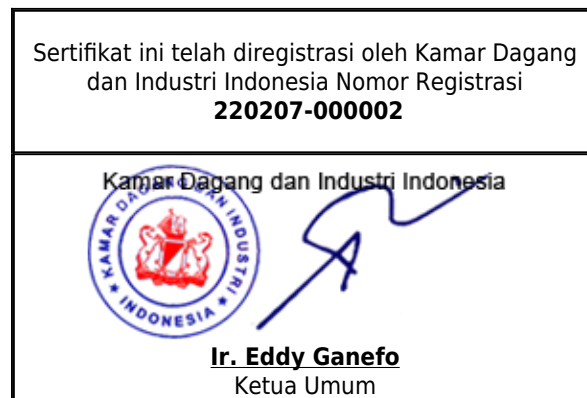 Sertifikat ini telah diregistrasi oleh Kamar Dagang
dan Industri Indonesia Nomor Registrasi
220207-000002
Kamar Dagang dan Industri Indonesia
KAMAR DAGANG DAN INDUSTRI
INDONESIA
Ir. Eddy Ganefo
Ketua Umum